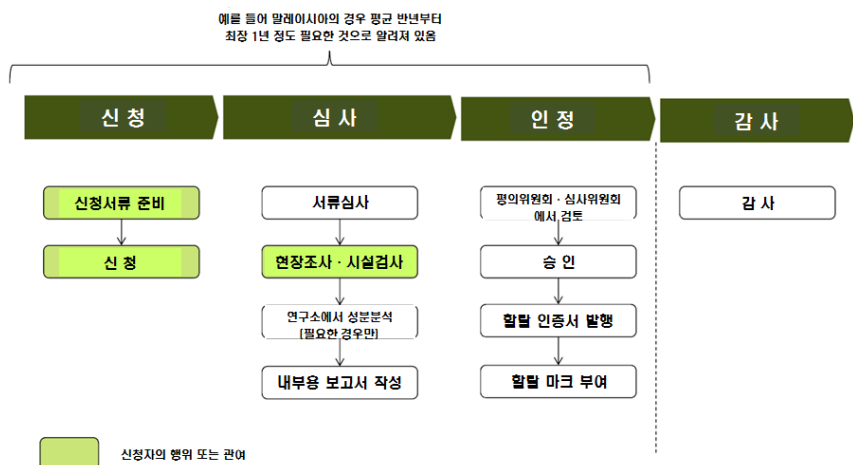 예를 들어 말레이시아의 경우 평균 반년부터
최장 1년 정도 필요한 것으로 알려져 있음
신 청
심 사
인 정
감 사
신청서류 준비
신 청
서류심사
현장조사 · 시설검사
연구소에서 성분분석
(필요한 경우만)
내부용 보고서 작성
평의위원회 · 심사위원회
에서 검토
승 인
할랄 인증서 발행
할랄 마크 부여
감 사
신청자의 행위 또는 관여